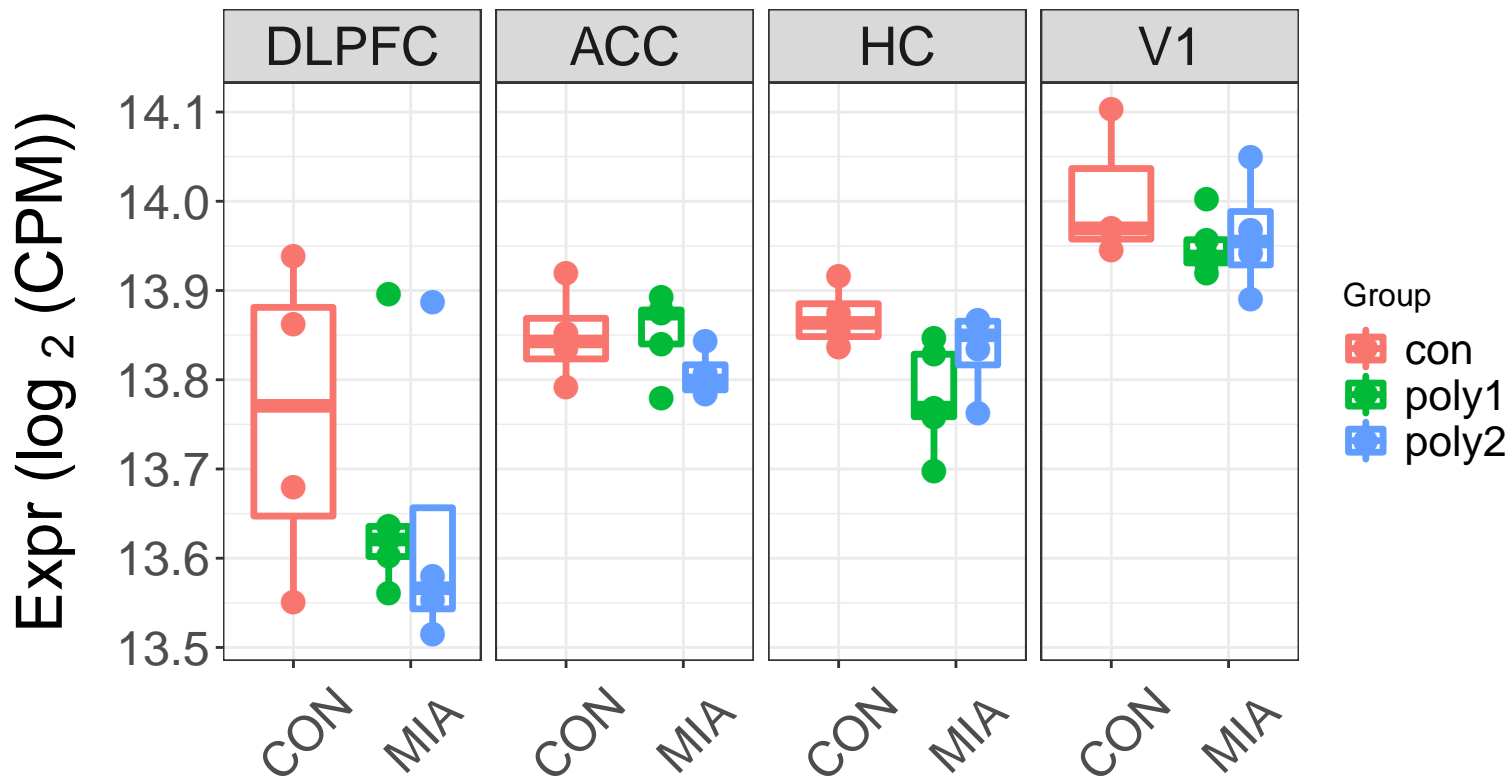 DLPFC
ACC
HC
V1
Expr (log 2 (CPM))
14.1
14.0
13.9
13.8
13.7
13.6
13.5
CON
MIA
CON
MIA
CON
MIA
CON
MIA
Group
con
poly1
poly2